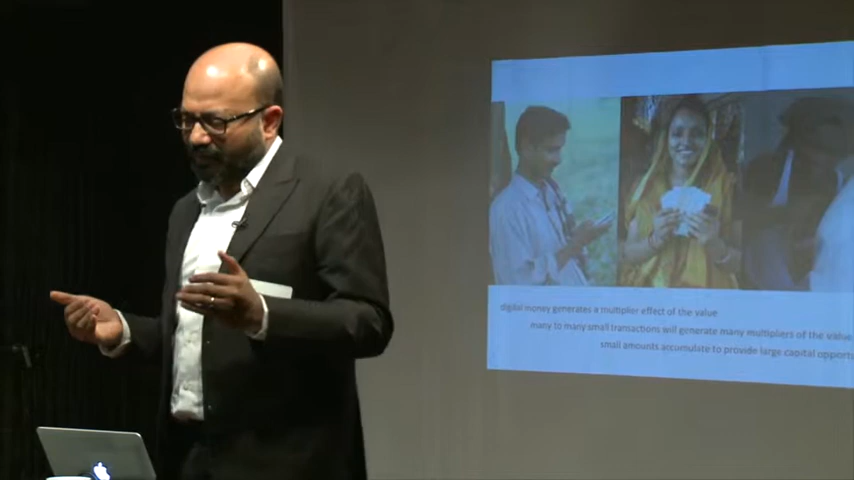 digital money generates a multiplier effect of the value
many to many small transactions will generate many multipliers of the value
small amounts accumulate to provide large capital opport